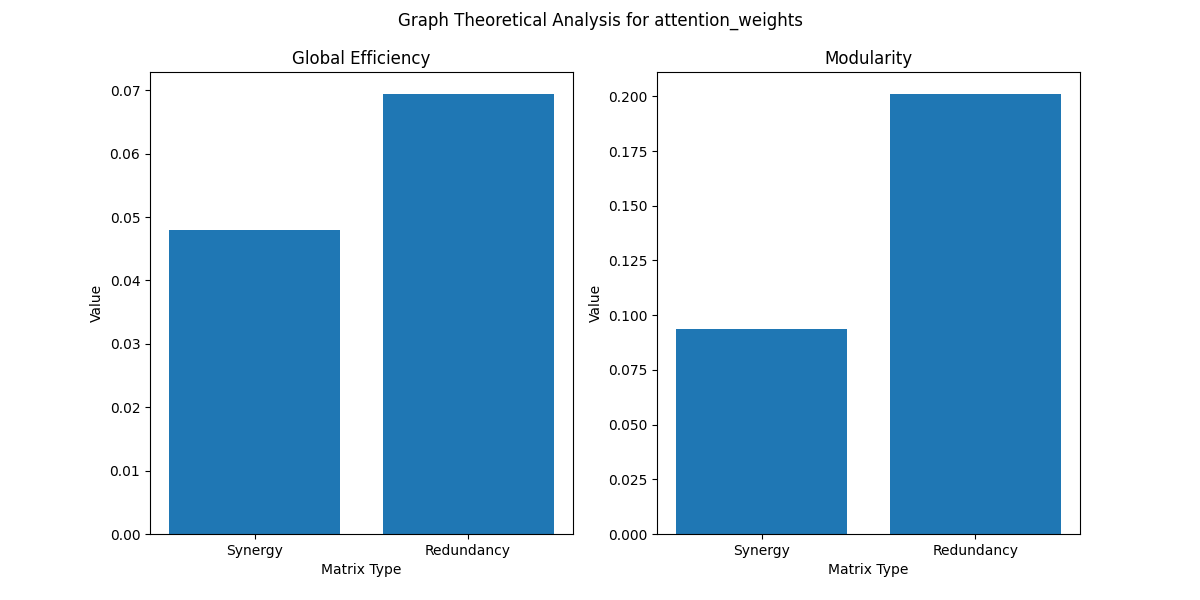 Graph Theoretical Analysis for attention_weights
Global Efficiency
0.07
0.06
0.05
0.04
0.03
0.02
0.01
0.00
Value
Synergy Redundancy
Matrix Type
Modularity
0.200
0.175
0.150
0.125
0.100
0.075
0.050
0.025
0.000
Value
Synergy Redundancy
Matrix Type